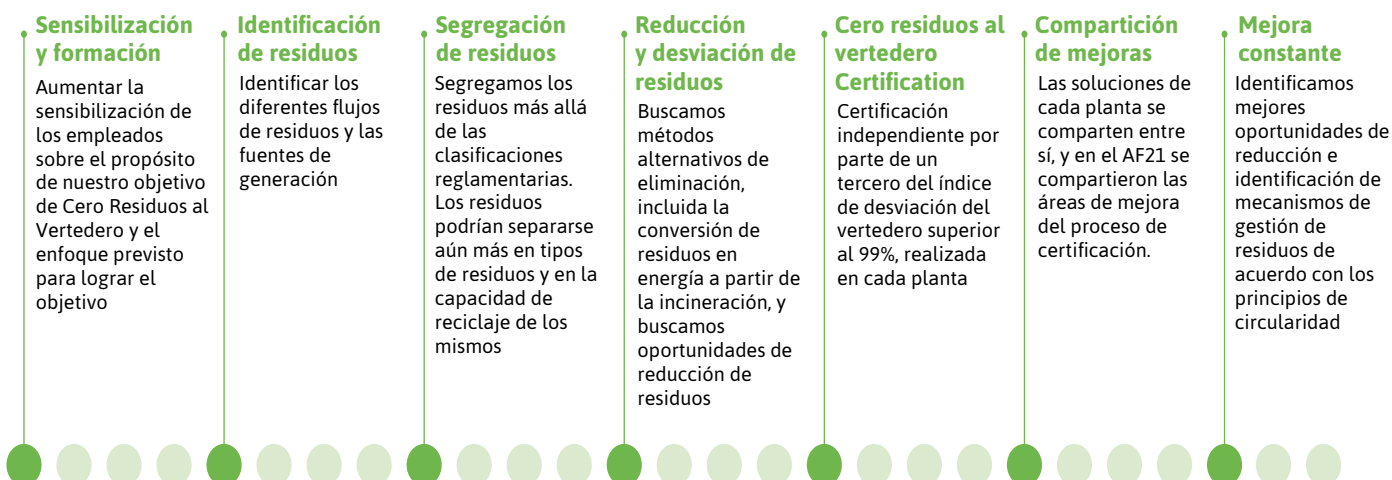 Sensibilización
y formación
Aumentar la
sensibilización de
los empleados
sobre el propósito
de nuestro objetivo
de Cero Residuos al
Vertedero y el
enfoque previsto
para lograr el
objetivo
Identificación
de residuos
Identificar los
diferentes flujos
de residuos y las
fuentes de
generación
Segregación
de residuos
Segregamos los
residuos más allá
de las
clasificaciones
reglamentarias.
Los residuos
podrían separarse
aún más en tipos
de residuos y en la
capacidad de
reciclaje de los
mismos
Reducción
y desviación de
residuos
Buscamos
métodos
alternativos de
eliminación,
incluida la
conversión de
residuos en
energía a partir de
la incineración, y
buscamos
oportunidades de
reducción de
residuos
Cero residuos al
vertedero
Certification
Certificación
independiente por
parte de un
tercero del índice
de desviación del
vertedero superior
al 99%, realizada
en cada planta
Compartición
de mejoras
Las soluciones de
cada planta se
comparten entre
sí, y en el AF21 se
compartieron las
áreas de mejora
del proceso de
certificación.
Mejora
constante
Identificamos
mejores
oportunidades de
reducción e
identificación de
mecanismos de
gestión de
residuos de
acuerdo con los
principios de
circularidad